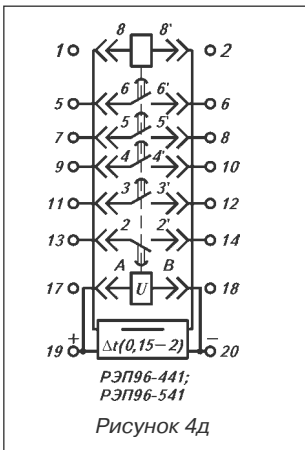 8 8'
1 2
6 6'
5 6
5 5'
7 8
4 4'
9 10
3 3'
11 12
2 2'
13 14
A B
17 U 18
+ −
19 Δt(0,15−2) 20
РЭП96-441;
РЭП96-541
Рисунок 4д